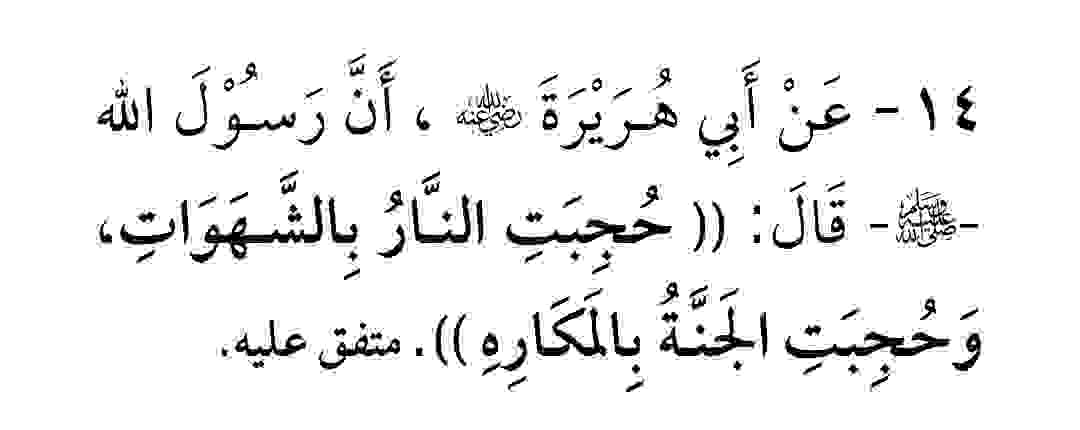 ١٤ - عَنْ أَبِي هُرَيْرَةَ رضي الله عنه ، أَنَّ رَسُوْلَ الله
-ﷺ- قَالَ: (( حُجِبَتِ النَّارُ بِالشَّهَوَاتِ،
وَحُجِبَتِ الجَنَّةُ بِالمَكَارِهِ )). متفق عليه.